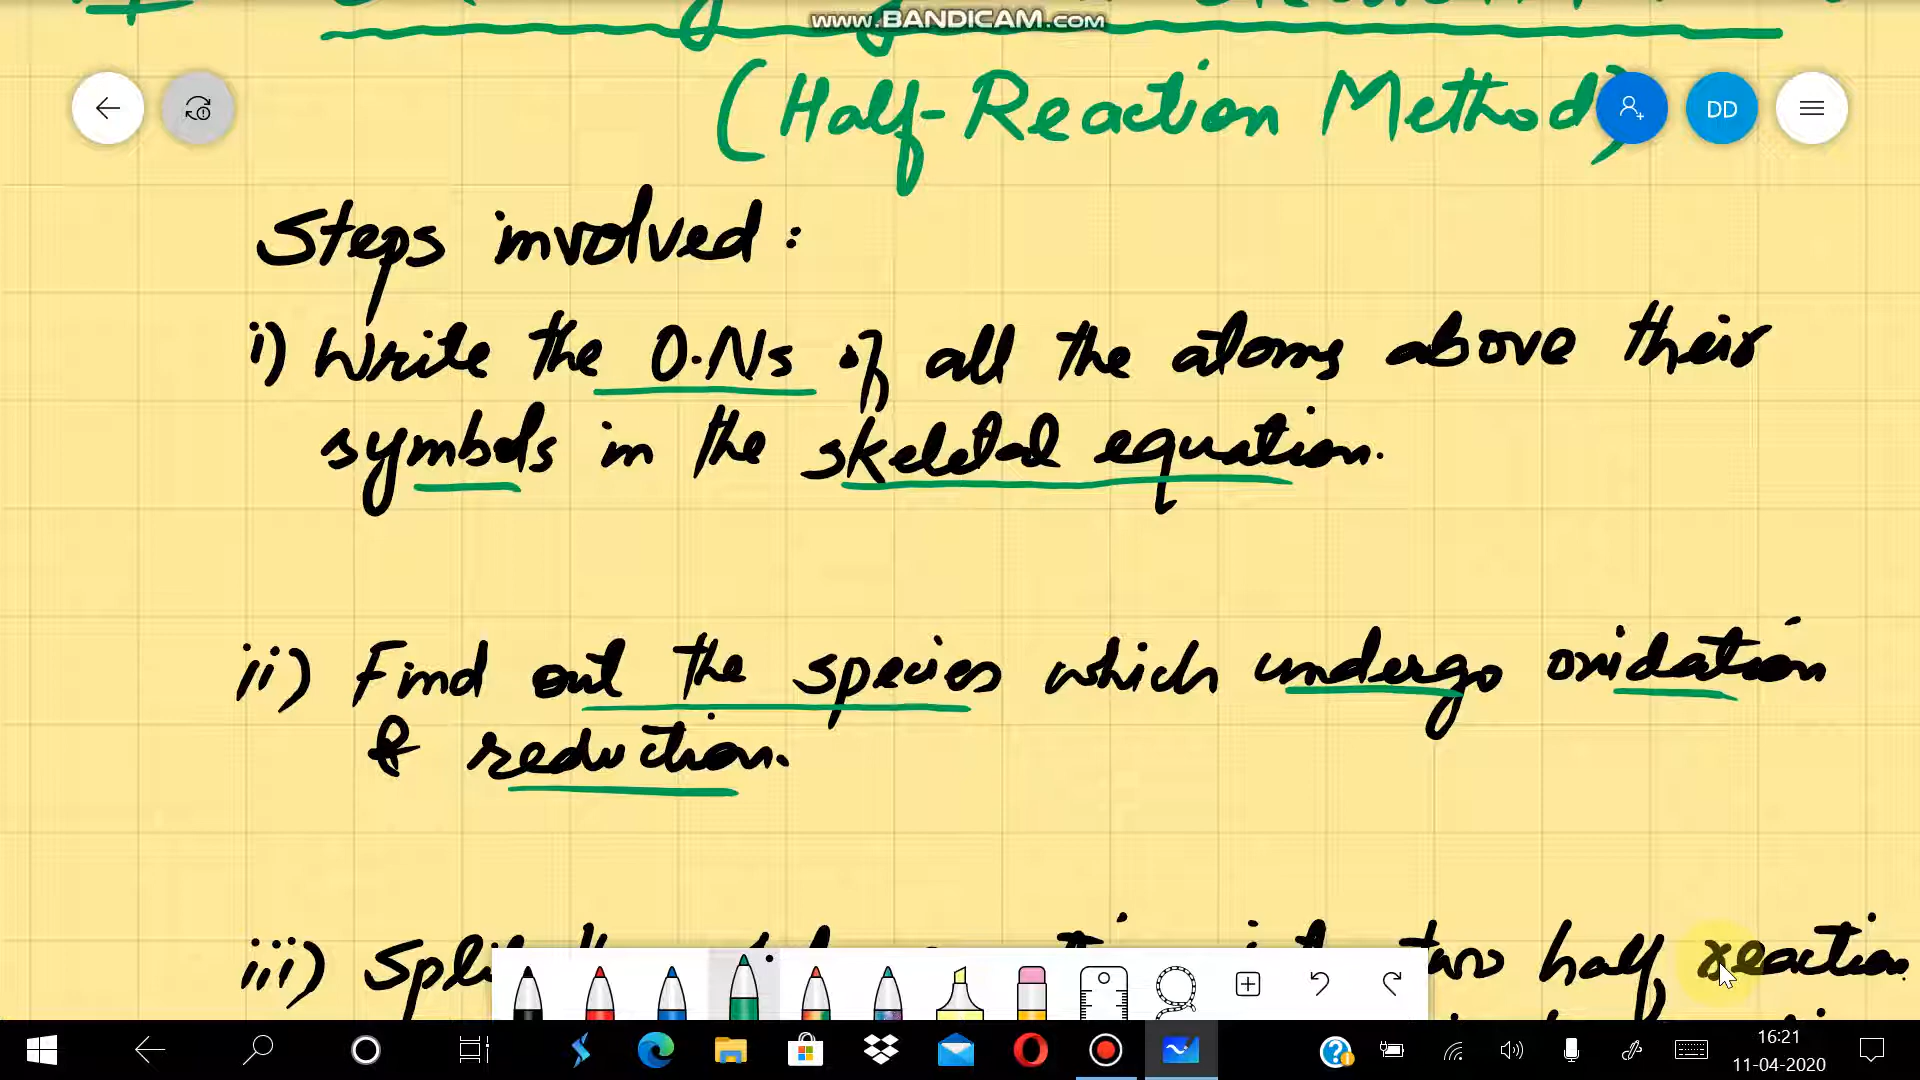 www.BANDICAM.com
(Half-Reaction Method)
DD
Steps involved:
i) Write the O.Ns of all the atoms above their
symbols in the skeletal equation.
ii) Find out the species which undergo oxidation
& reduction.
iii) two half reaction
16:21
11-04-2020